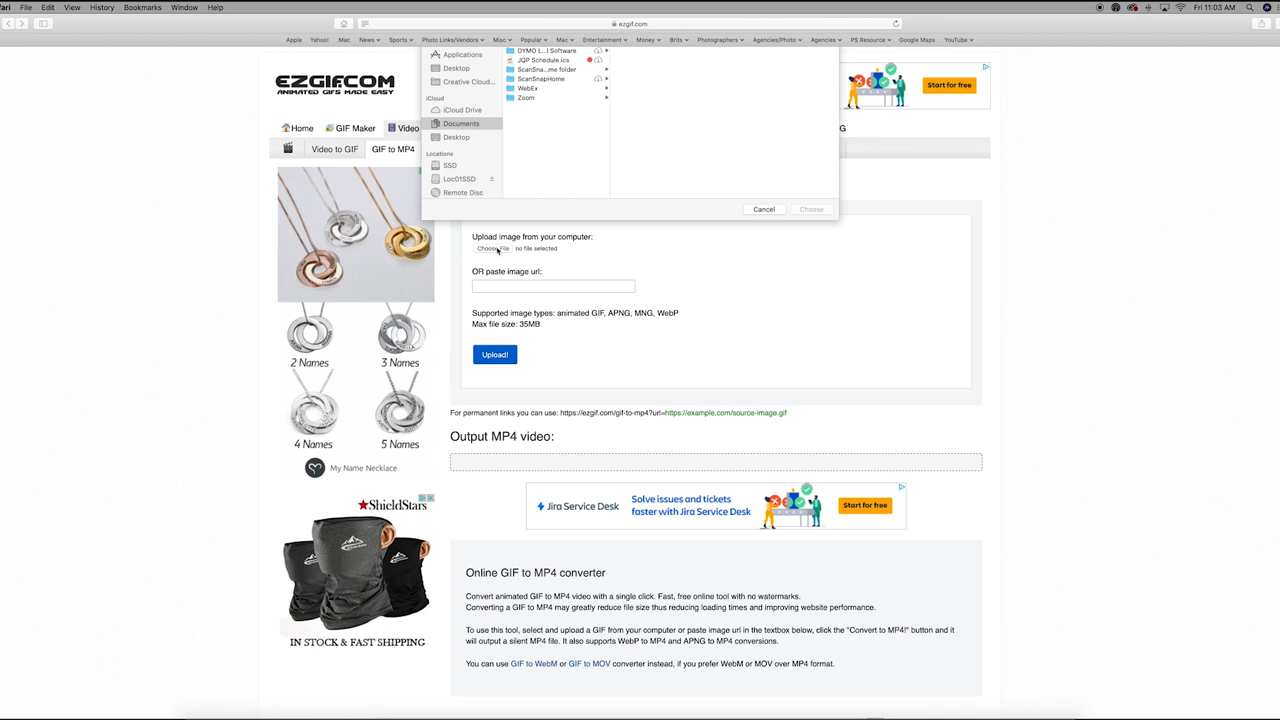 File Edit View History Bookmarks Window Help
Fri 11:03 AM
ezgif.com
Apple Yahoo! .Mac News Sports Photo Links/Vendors Misc Popular Mac Entertainment Money Brits Photographers Agencies/Photo Agencies PS Resource Google Maps YouTube
Applications
Desktop
Creative Cloud...
iCloud
iCloud Drive
Documents
Desktop
Locations
SSD
Loc01SSD
Remote Disc
DYMO L...l Software
JQP Schedule.ics
ScanSna...me folder
ScanSnapHome
WebEx
Zoom
Cancel Choose
EZGIF.COM
ANIMATED GIFS MADE EASY
Start for free
Home GIF Maker Video
Video to GIF GIF to MP4
Upload image from your computer:
Choose File no file selected
OR paste image url:
Supported image types: animated GIF, APNG, MNG, WebP
Max file size: 35MB
Upload!
For permanent links you can use: https://ezgif.com/gif-to-mp4?url=https://example.com/source-image.gif
Output MP4 video:
2 Names 3 Names
4 Names 5 Names
My Name Necklace
Jira Service Desk
Solve issues and tickets
faster with Jira Service Desk
Start for free
ShieldStars
IN STOCK & FAST SHIPPING
Online GIF to MP4 converter
Convert animated GIF to MP4 video with a single click. Fast, free online tool with no watermarks.
Converting a GIF to MP4 may greatly reduce file size thus reducing loading times and improving website performance.
To use this tool, select and upload a GIF from your computer or paste image url in the textbox below, click the "Convert to MP4!" button and it
will output a silent MP4 file. It also supports WebP to MP4 and APNG to MP4 conversions.
You can use GIF to WebM or GIF to MOV converter instead, if you prefer WebM or MOV over MP4 format.